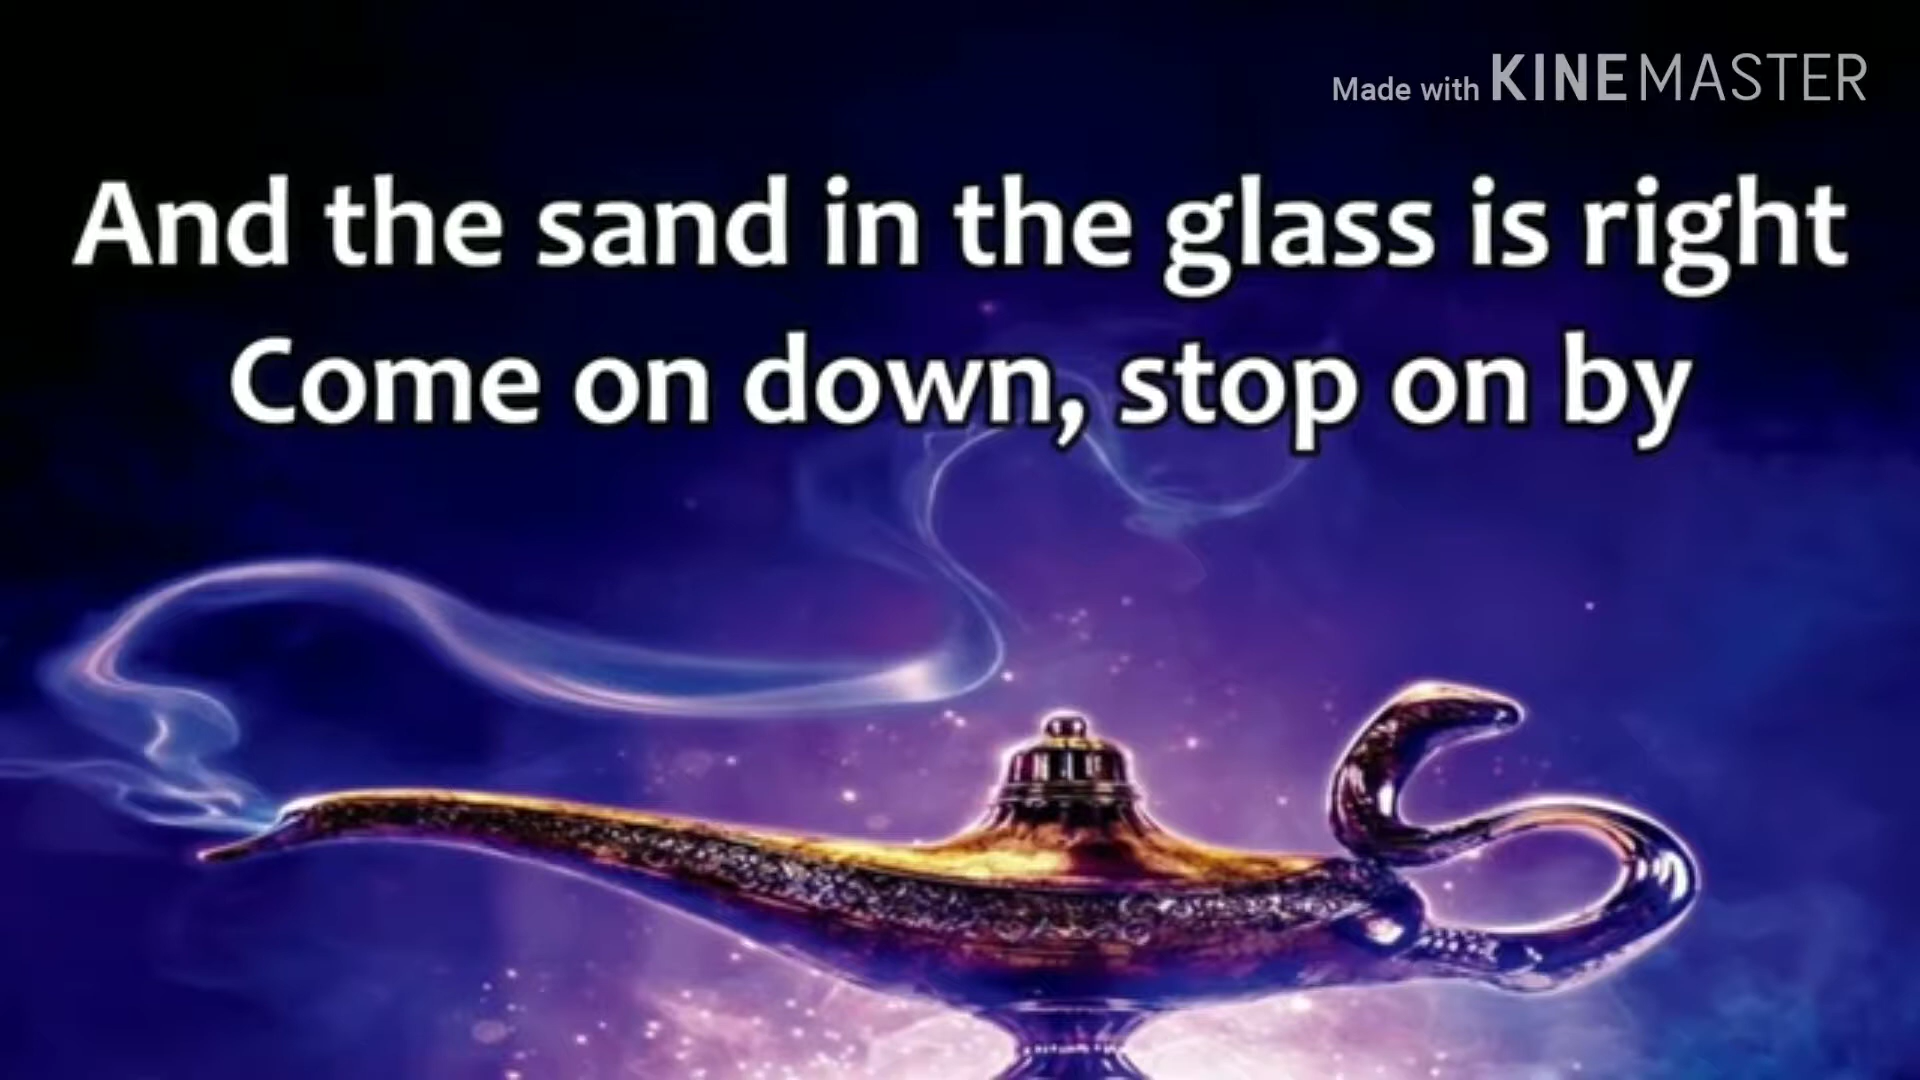 Made with KINEMASTER
And the sand in the glass is right
Come on down, stop on by